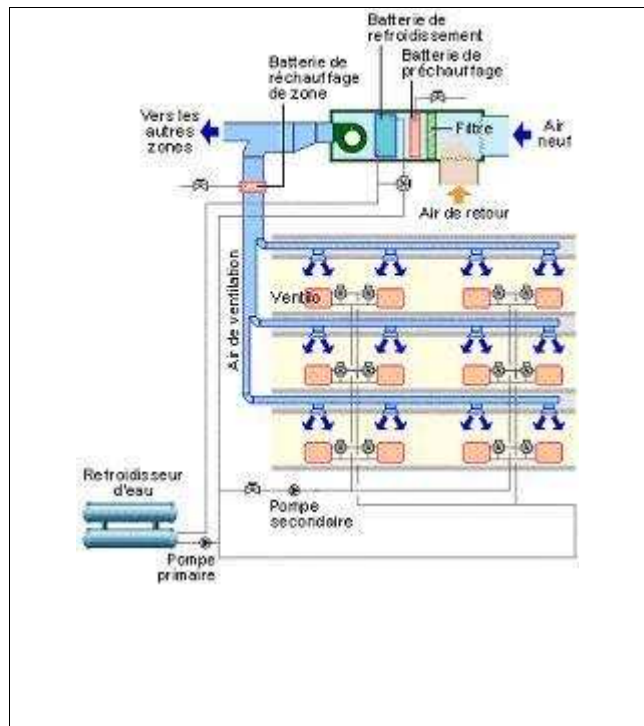 Batterie de
refroidissement
Batterie de
préchauffage
Batterie de
réchauffage
de zone
Vers les
autres
zones
Filtre
Air
neuf
Air de retour
Air de ventilation
Ventilo
Refroidisseur
d'eau
Pompe
secondaire
Pompe
primaire